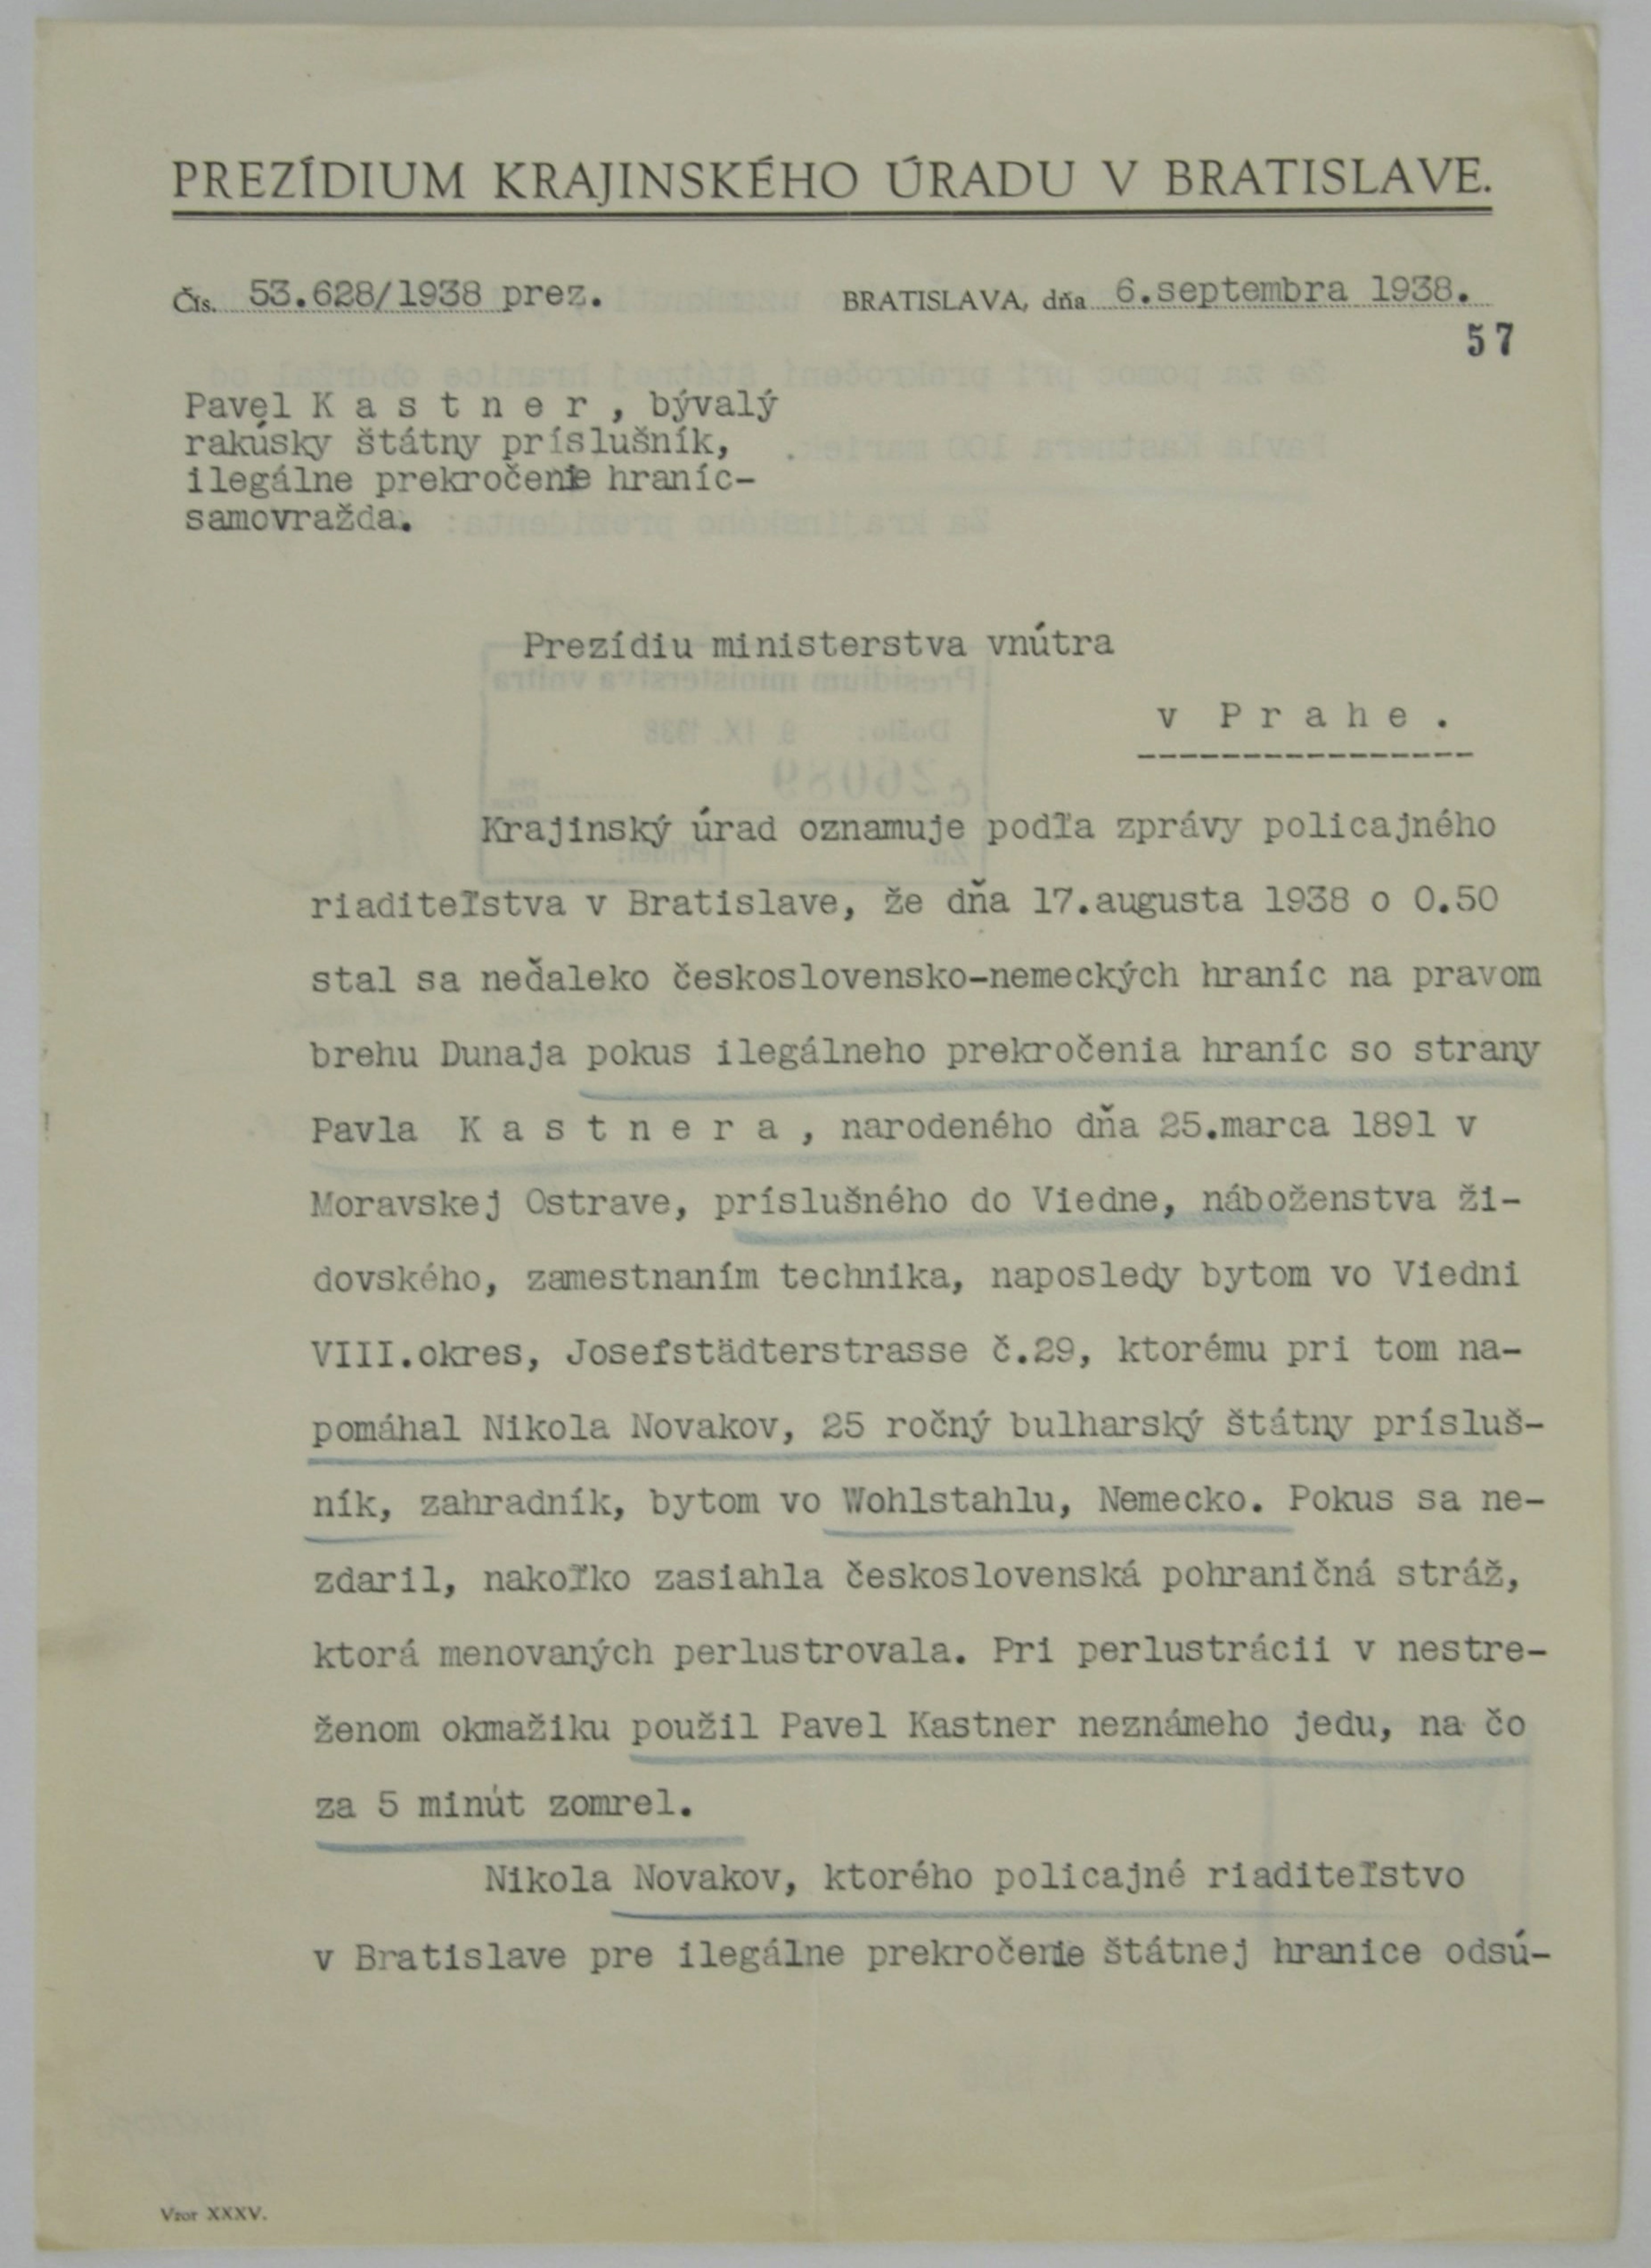 PREZÍDIUM KRAJINSKÉHO ÚRADU V BRATISLAVE.
Čís. 53.628/1938 prez. BRATISLAVA, dňa 6.septembra 1938.
57
Pavel K a s t n e r , bývalý
rakúsky štátny príslušník,
ilegálne prekročenie hraníc-
samovražda.
Prezídiu ministerstva vnútra
v P r a h e .
Krajinský úrad oznamuje podľa zprávy policajného
riaditeľstva v Bratislave, že dňa 17.augusta 1938 o 0.50
stal sa neďaleko československo-nemeckých hraníc na pravom
brehu Dunaja pokus ilegálneho prekročenia hraníc so strany
Pavla K a s t n e r a , narodeného dňa 25.marca 1891 v
Moravskej Ostrave, príslušného do Viedne, náboženstva ži-
dovského, zamestnaním technika, naposledy bytom vo Viedni
VIII.okres, Josefstädterstrasse č.29, ktorému pri tom na-
pomáhal Nikola Novakov, 25 ročný bulharský štátny prísluš-
ník, zahradník, bytom vo Wohlstahlu, Nemecko. Pokus sa ne-
zdaril, nakoľko zasiahla československá pohraničná stráž,
ktorá menovaných perlustrovala. Pri perlustrácii v nestre-
ženom okmažiku použil Pavel Kastner neznámeho jedu, na čo
za 5 minút zomrel.
Nikola Novakov, ktorého policajné riaditeľstvo
v Bratislave pre ilegálne prekročenie štátnej hranice odsú-
Vzor XXXV.